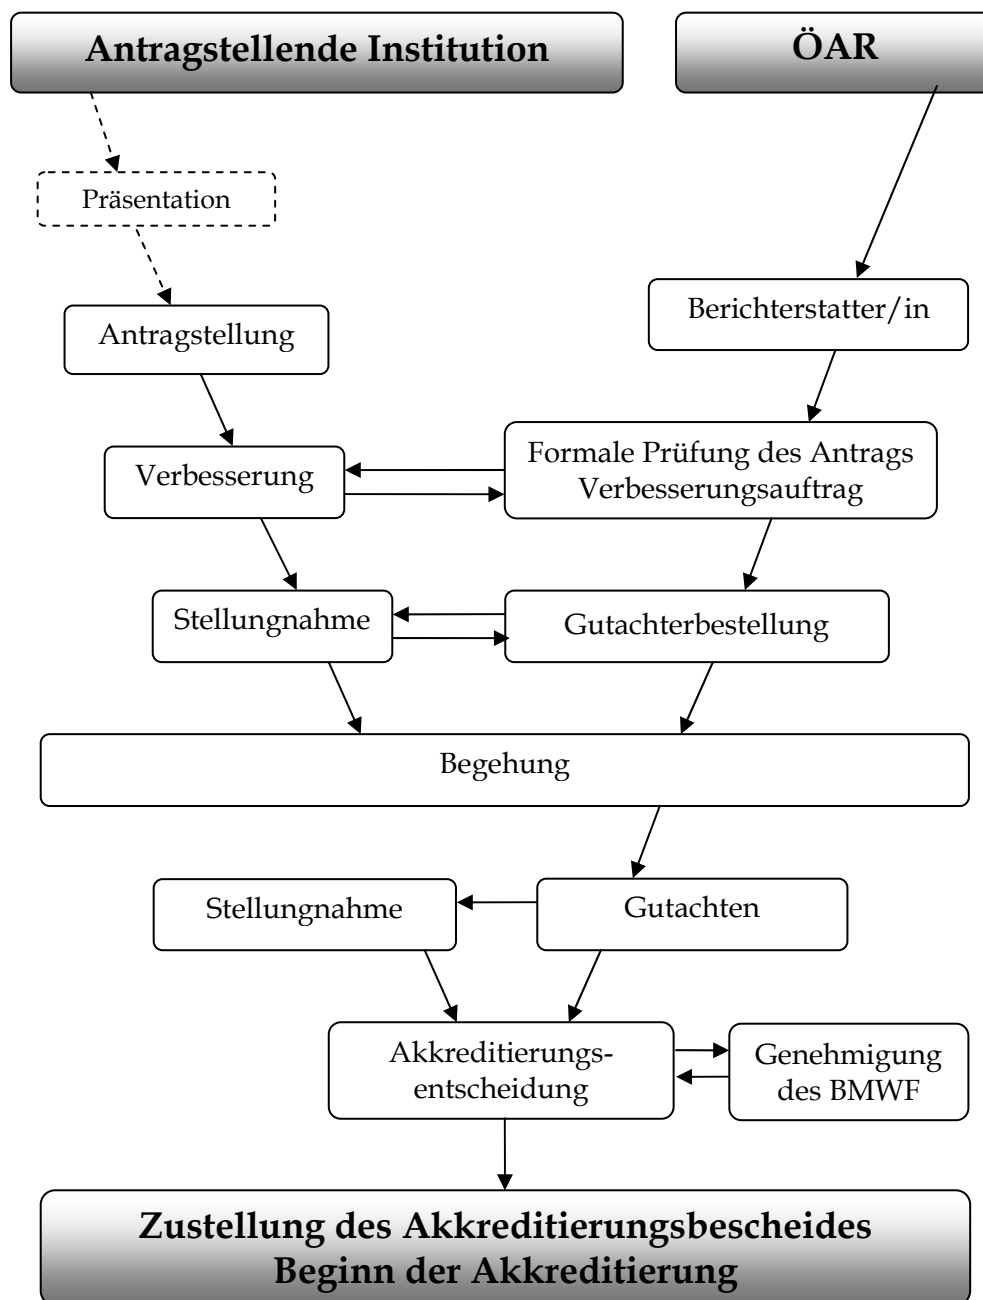 Antragstellende Institution
ÖAR
Präsentation
Berichterstatter/in
Antragstellung
Verbesserung
Formale Prüfung des Antrags
Verbesserungsauftrag
Stellungnahme
Gutachterbestellung
Begehung
Stellungnahme
Gutachten
Akkreditierungs-
entscheidung
Genehmigung
des BMWF
Zustellung des Akkreditierungsbescheides
Beginn der Akkreditierung